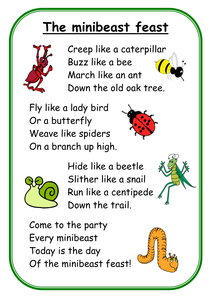 The minibeast feast
Creep like a caterpillar
Buzz like a bee
March like an ant
Down the old oak tree.
Fly like a lady bird
Or a butterfly
Weave like spiders
On a branch up high.
Hide like a beetle
Slither like a snail
Run like a centipede
Down the trail.
Come to the party
Every minibeast
Today is the day
Of the minibeast feast!